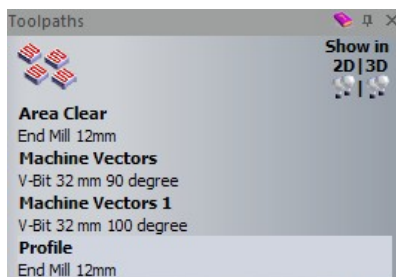 Toolpaths
Show in
2D|3D
Area Clear
End Mill 12mm
Machine Vectors
V-Bit 32 mm 90 degree
Machine Vectors 1
V-Bit 32 mm 100 degree
Profile
End Mill 12mm